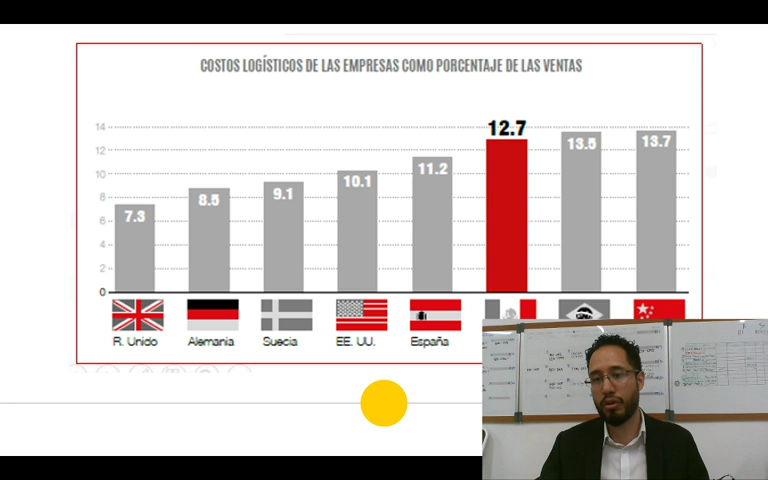 COSTOS LOGÍSTICOS DE LAS EMPRESAS COMO PORCENTAJE DE LAS VENTAS
14
12
10
8
6
4
2
0
7.3
8.5
9.1
10.1
11.2
12.7
13.5
13.7
R. Unido
Alemania
Suecia
EE. UU.
España